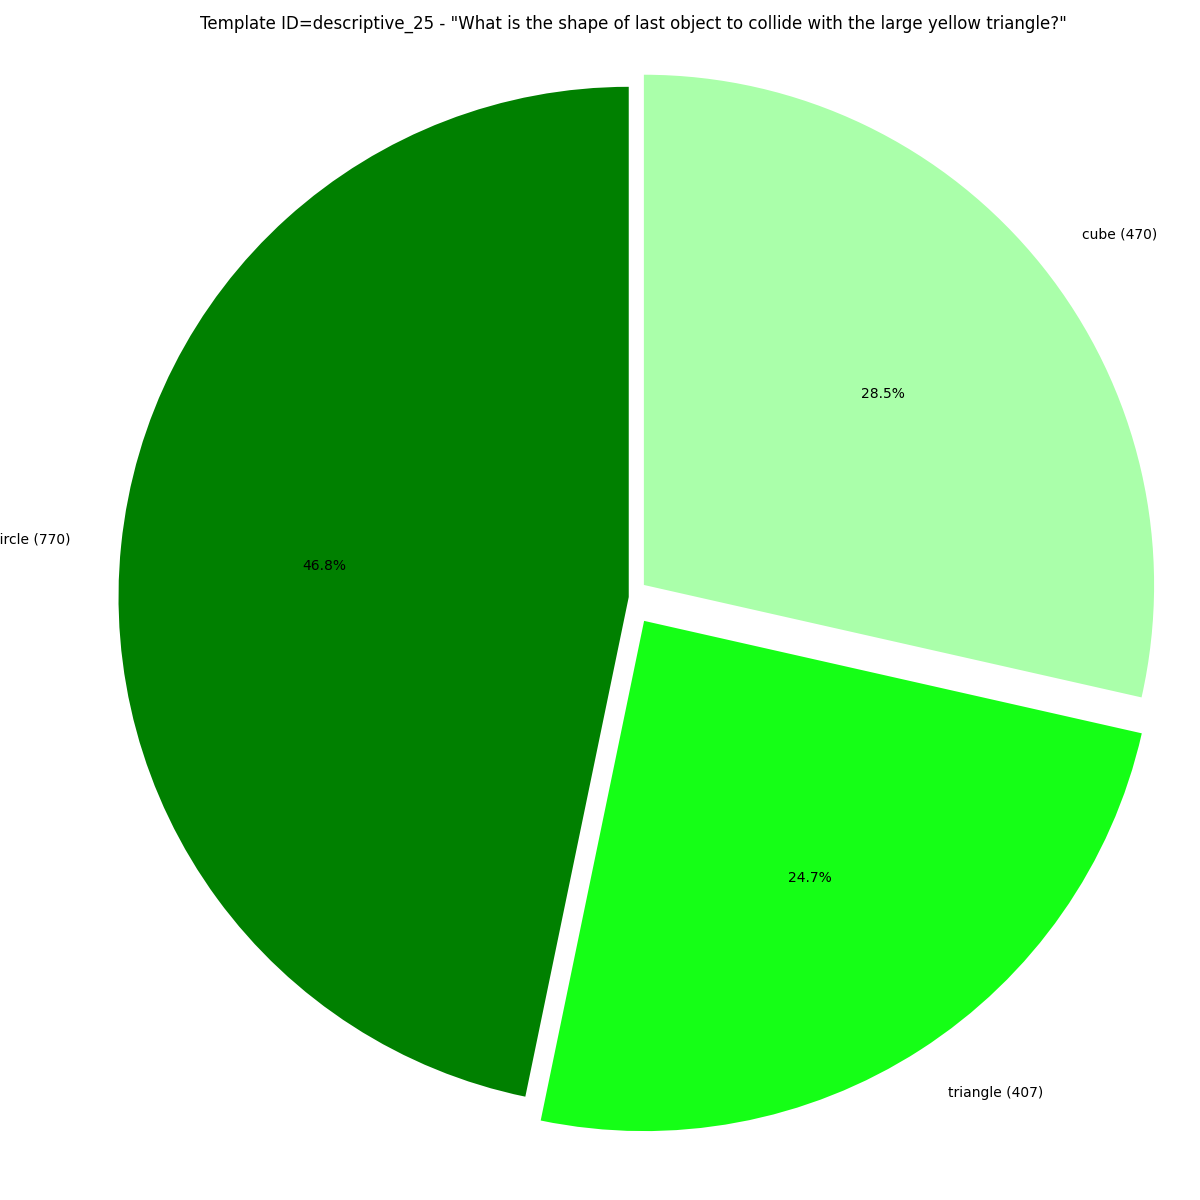 Template ID=descriptive_25 - "What is the shape of last object to collide with the large yellow triangle?"
cube (470)
28.5%
ircle (770)
46.8%
24.7%
triangle (407)